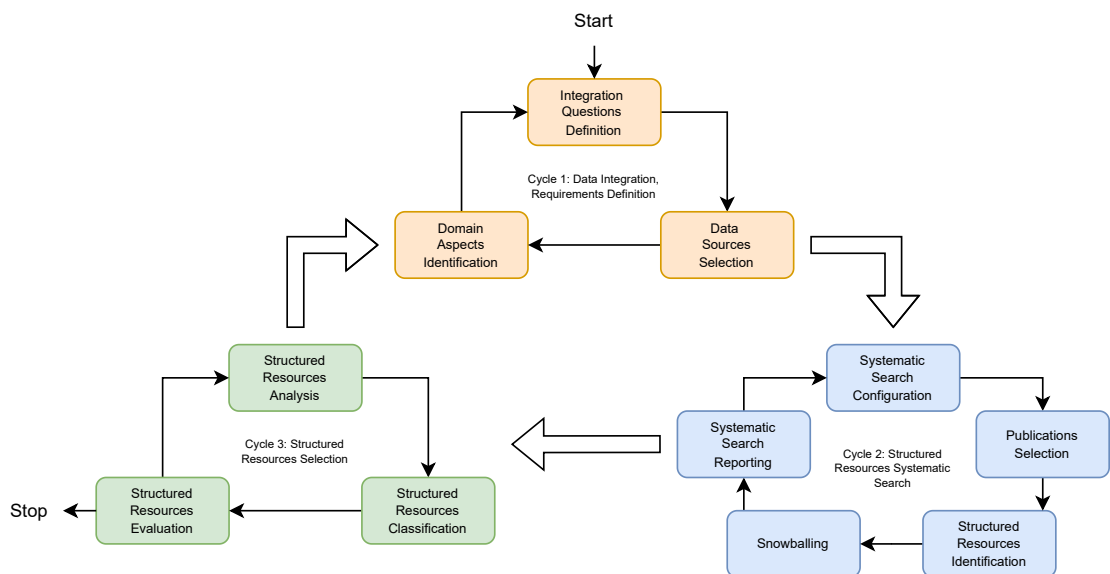 Start
Integration
Questions
Definition
Cycle 1: Data Integration,
Requirements Definition
Domain
Aspects
Identification
Data
Sources
Selection
Structured
Resources
Analysis
Systematic
Search
Configuration
Systematic
Search
Reporting
Publications
Selection
Cycle 3: Structured
Resources Selection
Cycle 2: Structured
Resources Systematic
Search
Stop
Structured
Resources
Evaluation
Structured
Resources
Classification
Snowballing
Structured
Resources
Identification